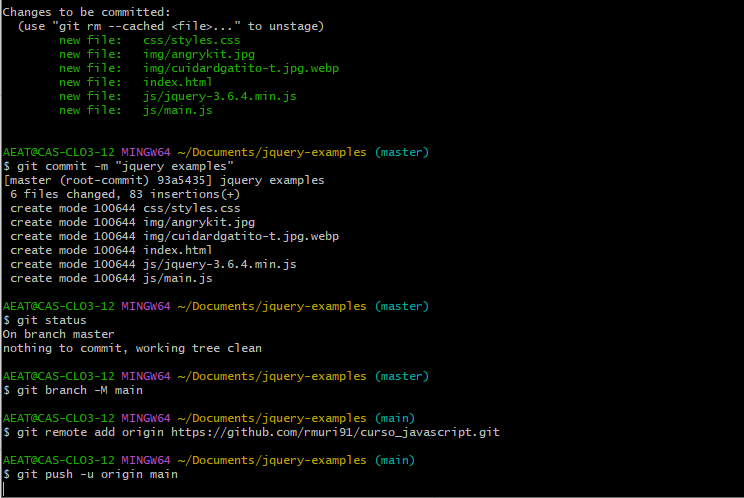 Changes to be committed:
  (use "git rm --cached <file>..." to unstage)
        new file:   css/styles.css
        new file:   img/angrykit.jpg
        new file:   img/cuidardgatito-t.jpg.webp
        new file:   index.html
        new file:   js/jquery-3.6.4.min.js
        new file:   js/main.js
AEAT@CAS-CLO3-12 MINGW64 ~/Documents/jquery-examples (master)
$ git commit -m "jquery examples"
[master (root-commit) 93a5435] jquery examples
 6 files changed, 83 insertions(+)
 create mode 100644 css/styles.css
 create mode 100644 img/angrykit.jpg
 create mode 100644 img/cuidardgatito-t.jpg.webp
 create mode 100644 index.html
 create mode 100644 js/jquery-3.6.4.min.js
 create mode 100644 js/main.js
AEAT@CAS-CLO3-12 MINGW64 ~/Documents/jquery-examples (master)
$ git status
On branch master
nothing to commit, working tree clean
AEAT@CAS-CLO3-12 MINGW64 ~/Documents/jquery-examples (master)
$ git branch -M main
AEAT@CAS-CLO3-12 MINGW64 ~/Documents/jquery-examples (main)
$ git remote add origin https://github.com/rmuri91/curso_javascript.git
AEAT@CAS-CLO3-12 MINGW64 ~/Documents/jquery-examples (main)
$ git push -u origin main